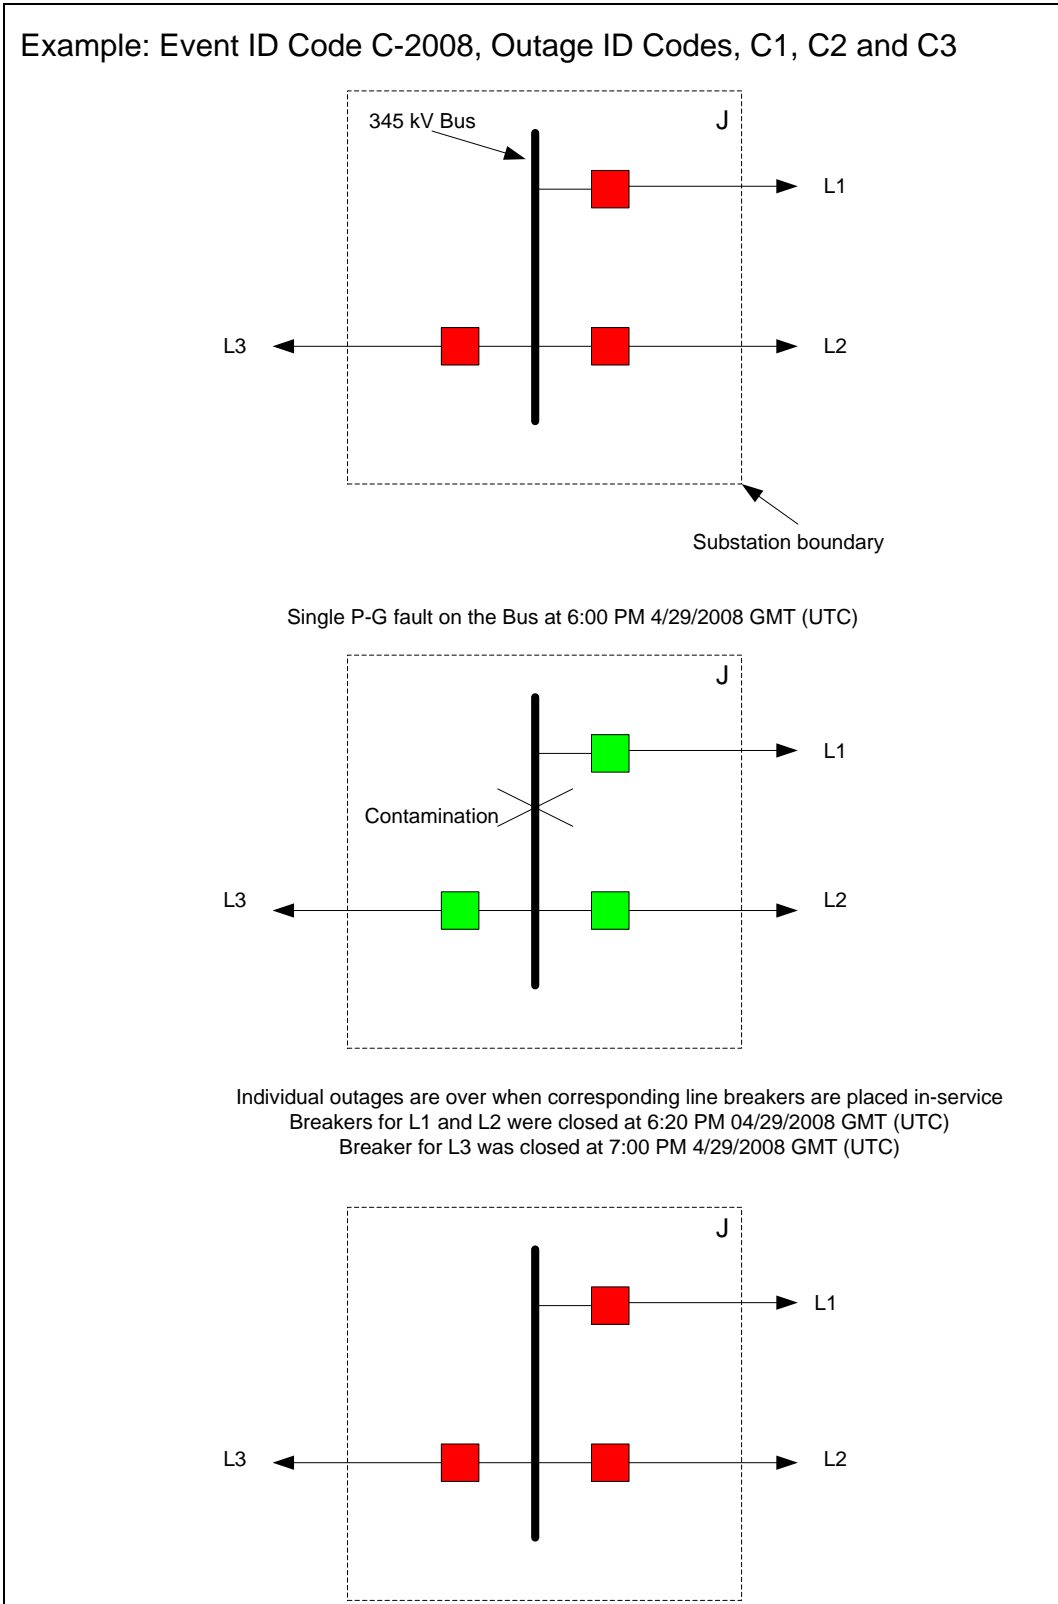 Example: Event ID Code C-2008, Outage ID Codes, C1, C2 and C3
J
345 kV Bus
L1
L3
L2
Substation boundary
Single P-G fault on the Bus at 6:00 PM 4/29/2008 GMT (UTC)
J
L1
Contamination
L3
L2
Individual outages are over when corresponding line breakers are placed in-service
Breakers for L1 and L2 were closed at 6:20 PM 04/29/2008 GMT (UTC)
Breaker for L3 was closed at 7:00 PM 4/29/2008 GMT (UTC)
J
L1
L3
L2